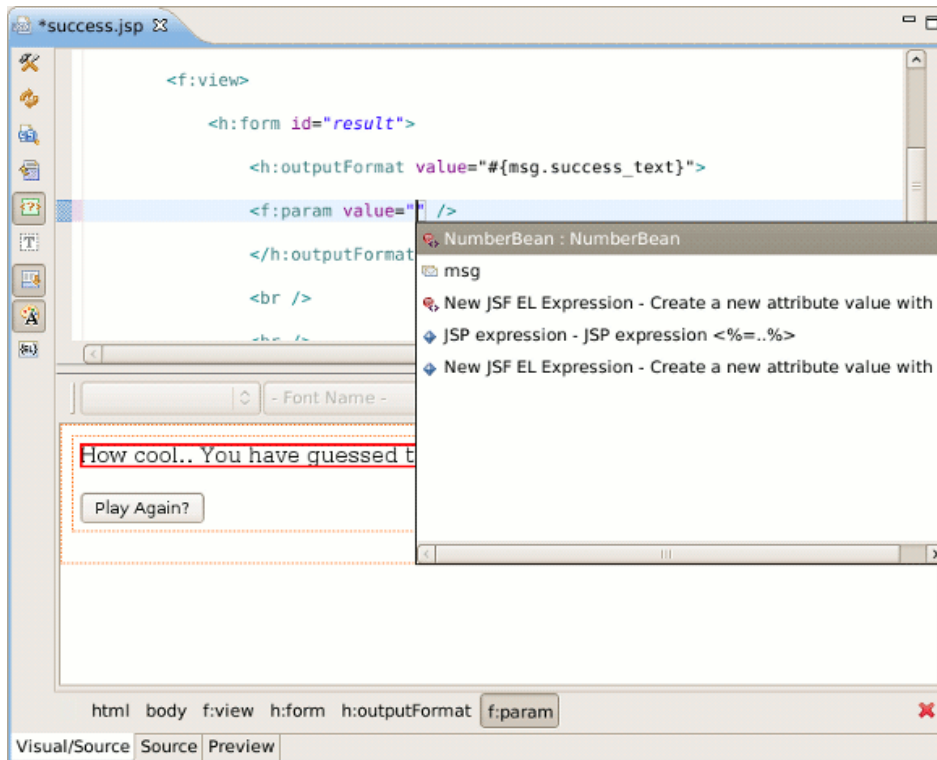 *success.jsp
<f:view>
<h:form id="result">
<h:outputFormat value="#{msg.success_text}">
<f:param value="" />
</h:outputFormat
<br />
<br />
NumberBean : NumberBean
msg
New JSF EL Expression - Create a new attribute value with
JSP expression - JSP expression <%=..%>
New JSF EL Expression - Create a new attribute value with
- Font Name -
How cool.. You have guessed t
Play Again?
html body f:view h:form h:outputFormat f:param
Visual/Source Source Preview